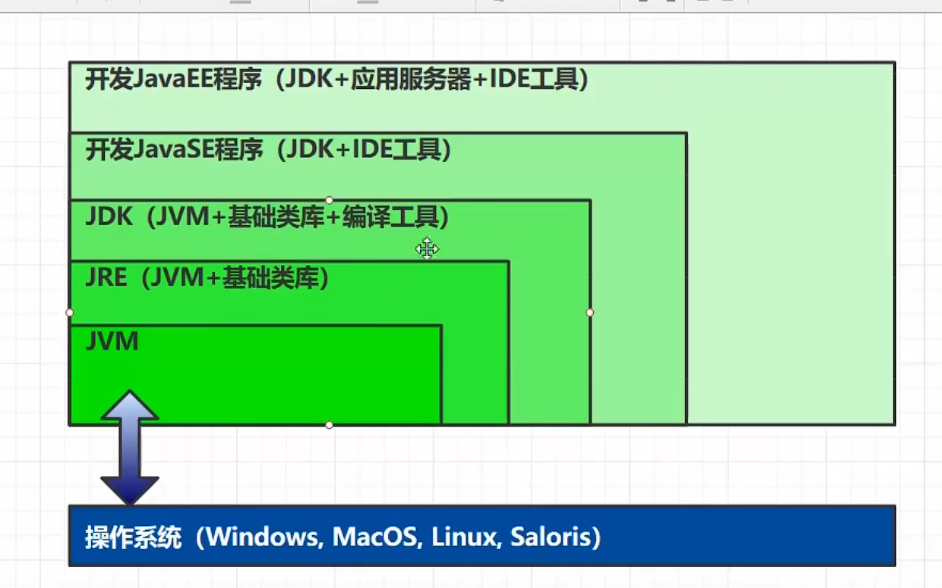 开发JavaEE程序（JDK+应用服务器+IDE工具）
开发JavaSE程序（JDK+IDE工具）
JDK（JVM+基础类库+编译工具）
JRE（JVM+基础类库）
JVM
操作系统（Windows, MacOS, Linux, Saloris）